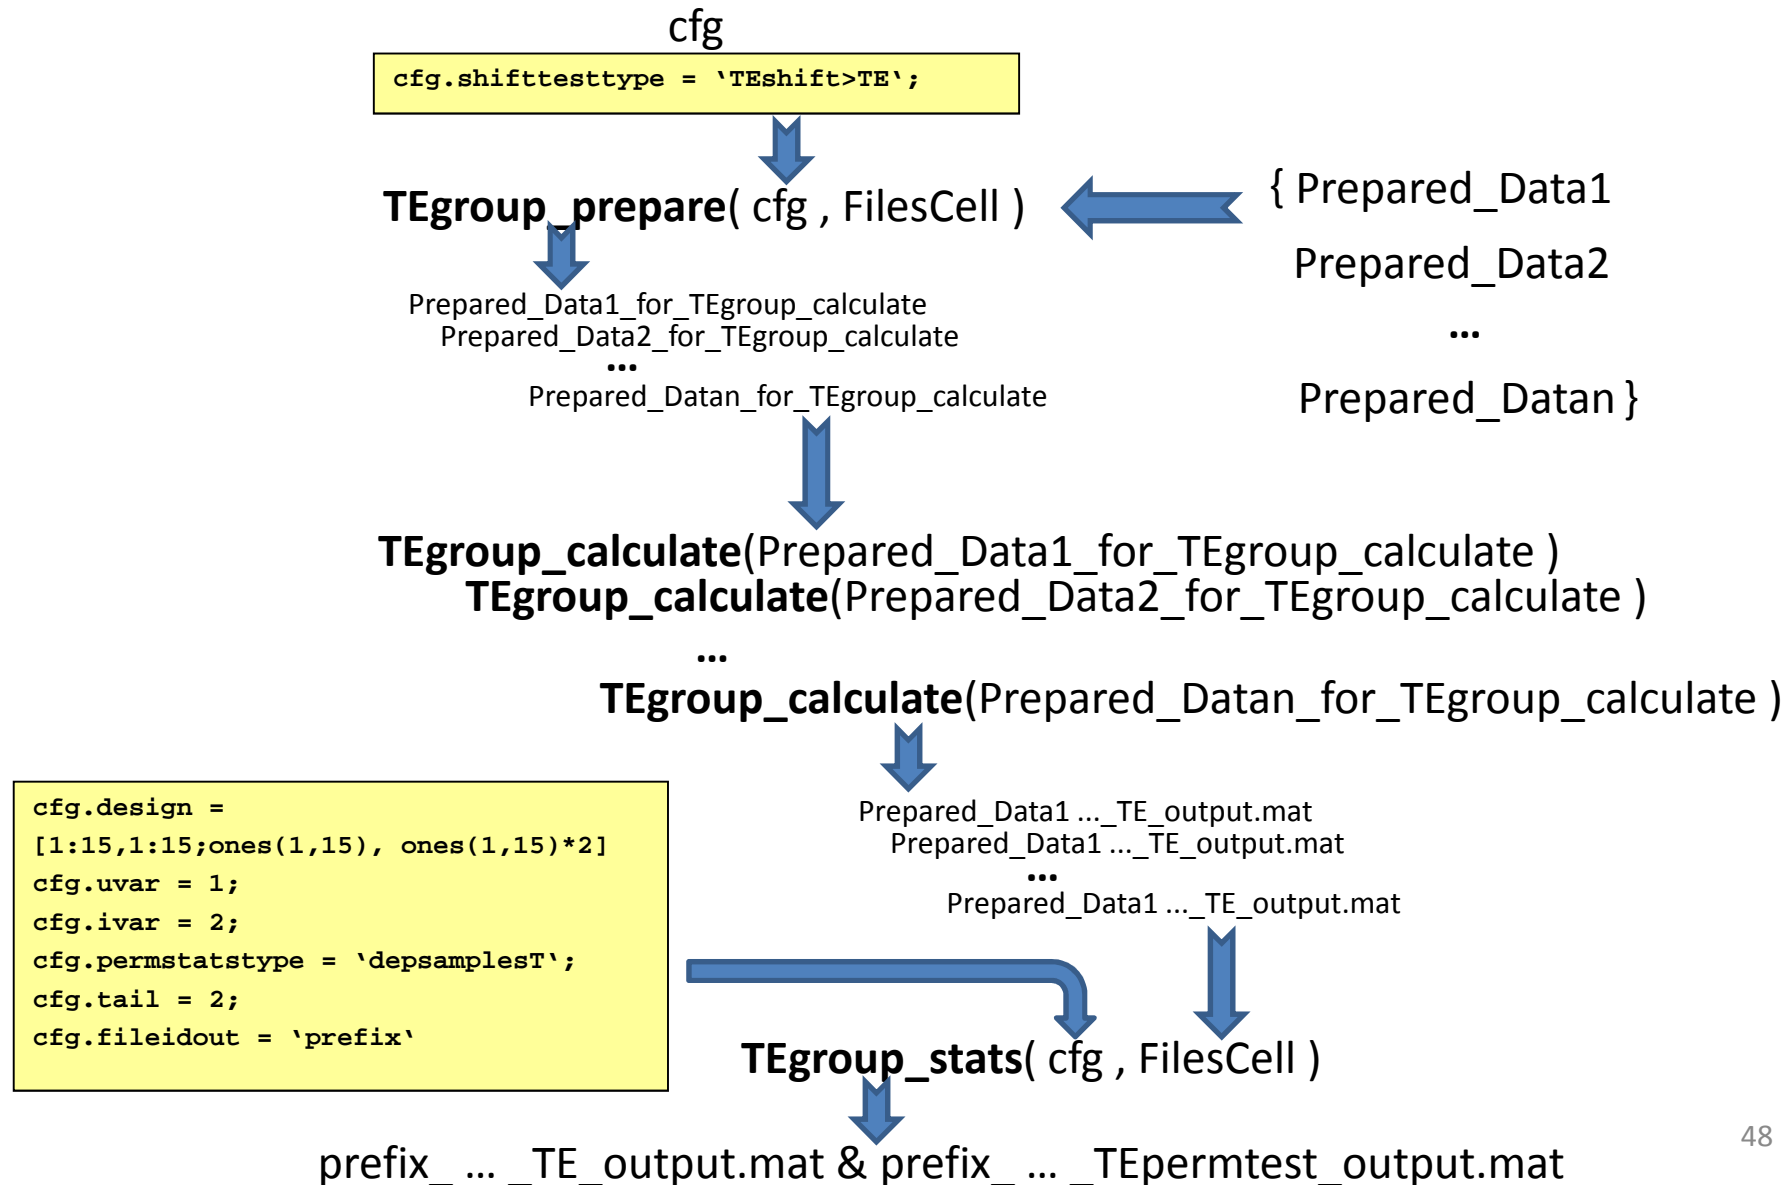 cfg
cfg.shifttesttype = ‘TEshift>TE‘;
TEgroup_prepare( cfg , FilesCell )
{ Prepared_Data1
Prepared_Data2
...
Prepared_Datan }
Prepared_Data1_for_TEgroup_calculate
Prepared_Data2_for_TEgroup_calculate
...
Prepared_Datan_for_TEgroup_calculate
TEgroup_calculate(Prepared_Data1_for_TEgroup_calculate )
TEgroup_calculate(Prepared_Data2_for_TEgroup_calculate )
...
TEgroup_calculate(Prepared_Datan_for_TEgroup_calculate )
Prepared_Data1 ..._TE_output.mat
Prepared_Data1 ..._TE_output.mat
...
Prepared_Data1 ..._TE_output.mat
cfg.design =
[1:15,1:15;ones(1,15), ones(1,15)*2]
cfg.uvar = 1;
cfg.ivar = 2;
cfg.permstatstype = ‘depsamplesT‘;
cfg.tail = 2;
cfg.fileidout = ‘prefix‘
TEgroup_stats( cfg , FilesCell )
prefix_ ... _TE_output.mat & prefix_ ... _TEpermtest_output.mat
48